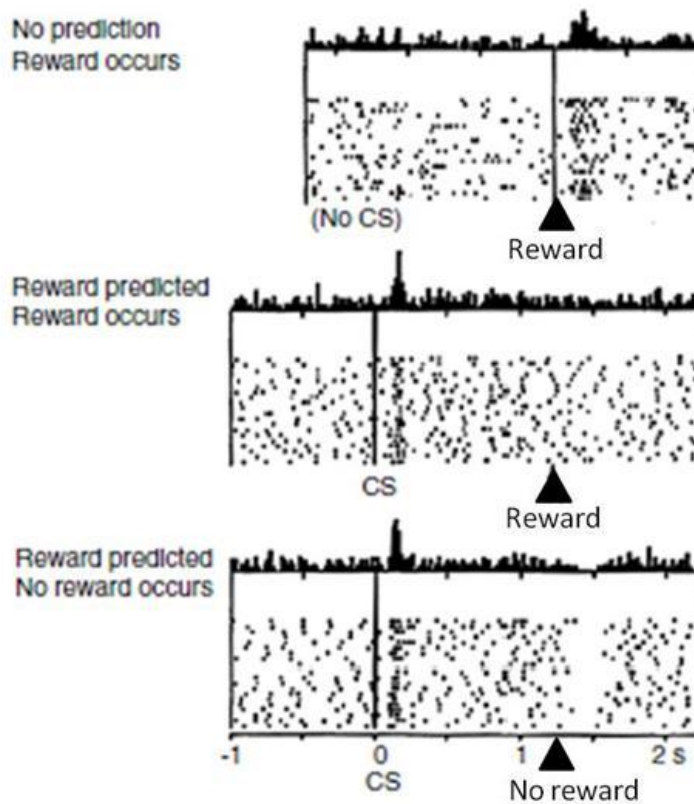 No prediction
Reward occurs
(No CS)
Reward
Reward predicted
Reward occurs
CS
Reward
Reward predicted
No reward occurs
-1 0 1 2 s
CS
No reward